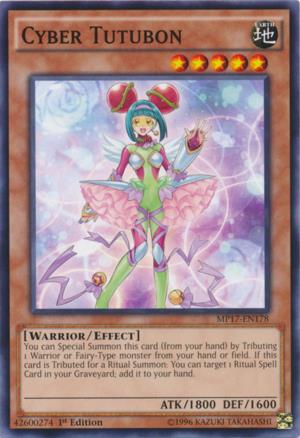 CYBER TUTUBON
EARTH
地
MP17-EN178
[WARRIOR/EFFECT]
You can Special Summon this card (from your hand) by Tributing
1 Warrior or Fairy-Type monster from your hand or field. If this
card is Tributed for a Ritual Summon: You can target 1 Ritual Spell
Card in your Graveyard; add it to your hand.
ATK/1800 DEF/1600
42600274 1st Edition ©1996 KAZUKI TAKAHASHI